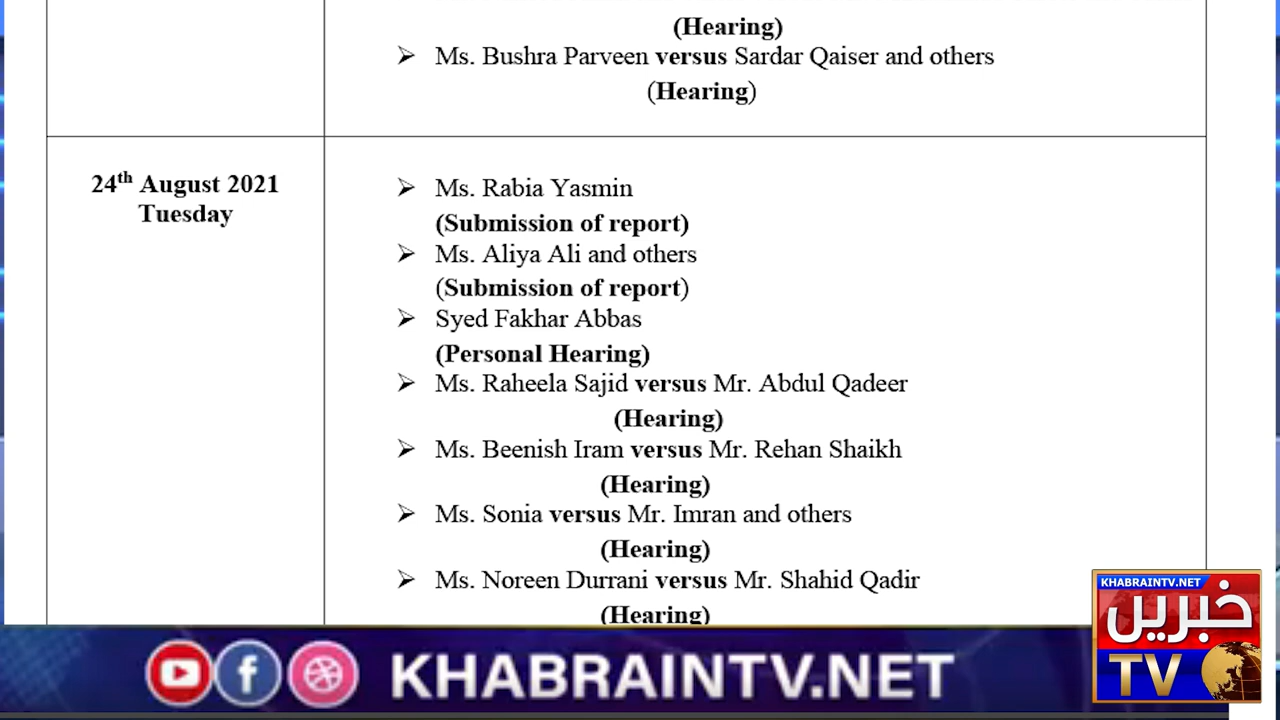 (Hearing)
➢ Ms. Bushra Parveen versus Sardar Qaiser and others
(Hearing)
24th August 2021
Tuesday
➢ Ms. Rabia Yasmin
(Submission of report)
➢ Ms. Aliya Ali and others
(Submission of report)
➢ Syed Fakhar Abbas
(Personal Hearing)
➢ Ms. Raheela Sajid versus Mr. Abdul Qadeer
(Hearing)
➢ Ms. Beenish Iram versus Mr. Rehan Shaikh
(Hearing)
➢ Ms. Sonia versus Mr. Imran and others
(Hearing)
➢ Ms. Noreen Durrani versus Mr. Shahid Qadir
(Hearing)
KHABRAINTV.NET
KHABRAINTV.NET
خبریں
TV